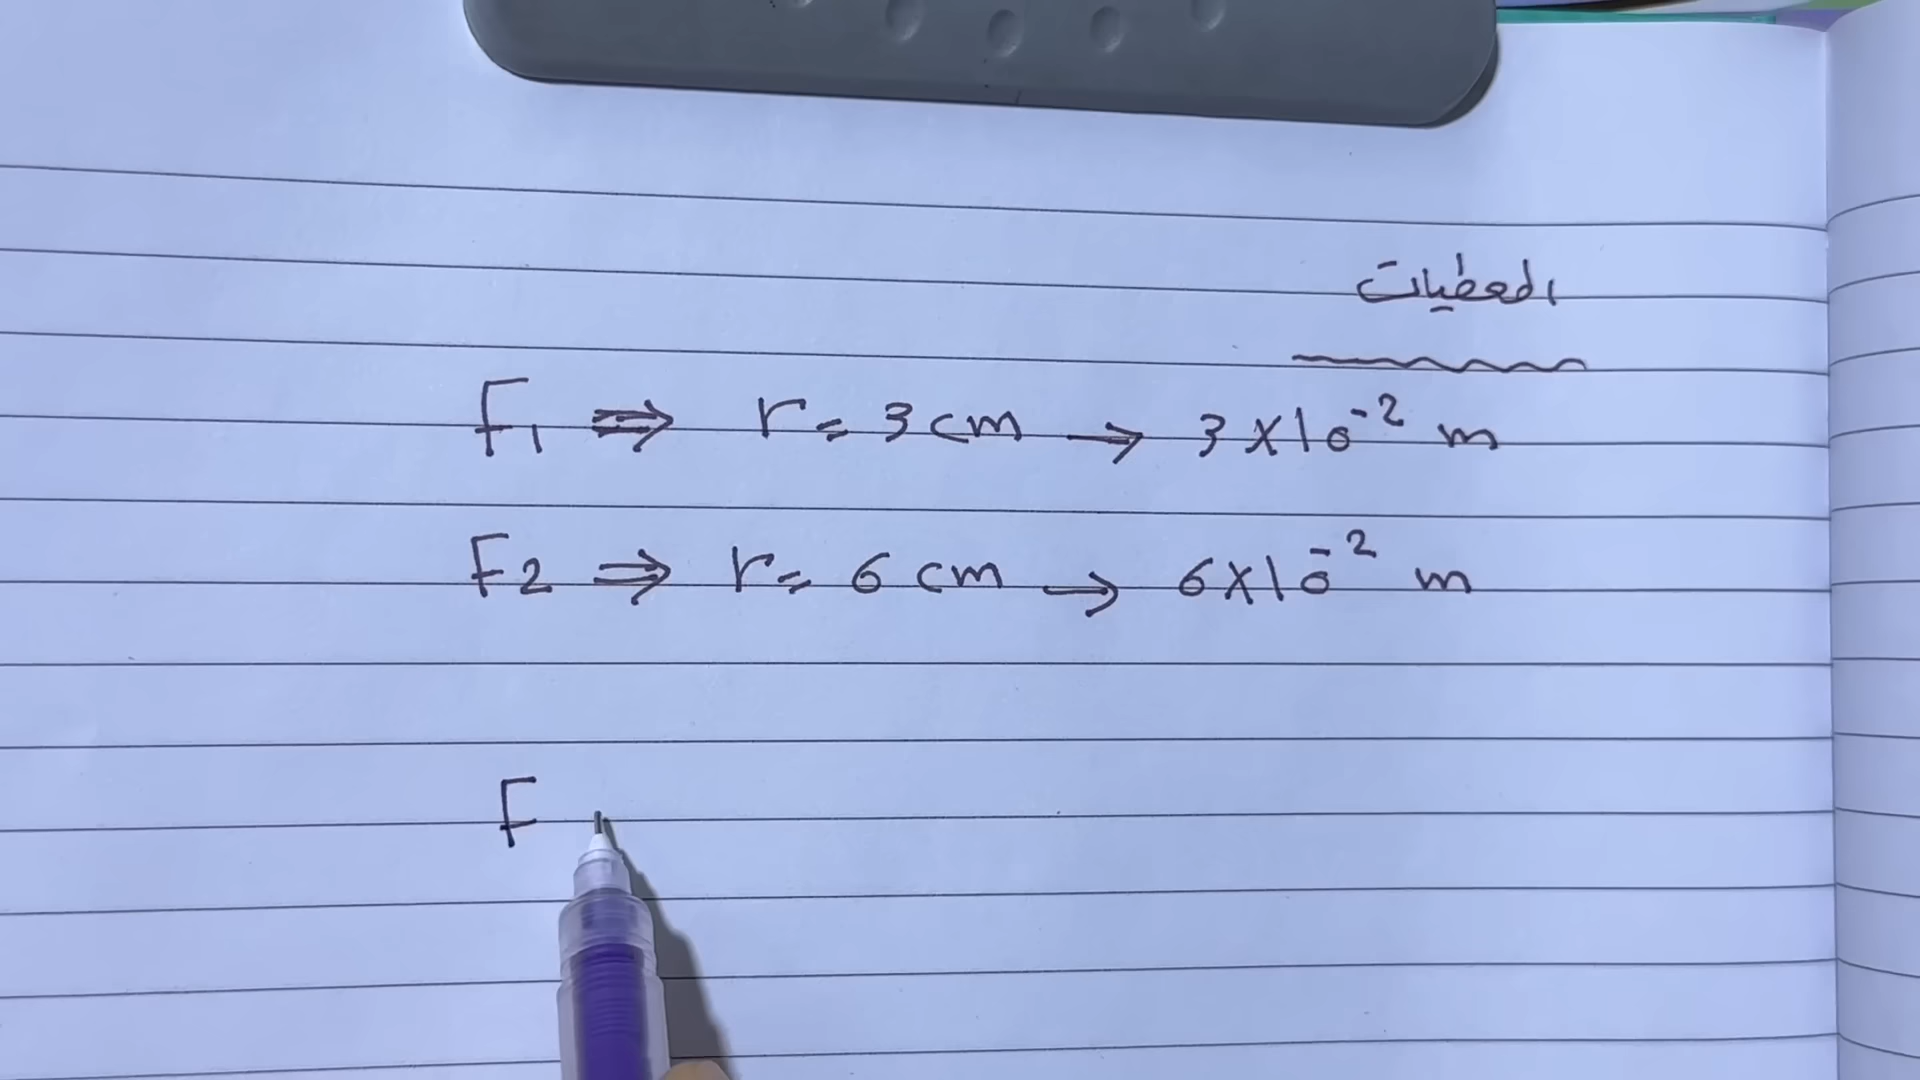 المعطيات
F₁ ⇒ r = 3 cm → 3 × 10⁻² m
F2 ⇒ r = 6 cm → 6 × 10⁻² m
F